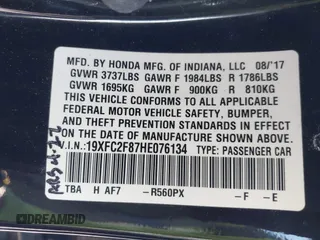 MFD. BY HONDA MFG. OF INDIANA, LLC 08/'17
GVWR 3737LBS GAWR F 1984LBS R 1786LBS
GVWR 1695KG GAWR F 900KG R 810KG
THIS VEHICLE CONFORMS TO ALL APPLICABLE
FEDERAL MOTOR VEHICLE SAFETY, BUMPER,
AND THEFT PREVENTION STANDARDS IN
EFFECT ON THE DATE OF MANUFACTURE SHOWN ABOVE.
V.I.N.: 19XFC2F87HE076134 TYPE: PASSENGER CAR
TBA H AF7 -R560PX -F -E
DREAMBID